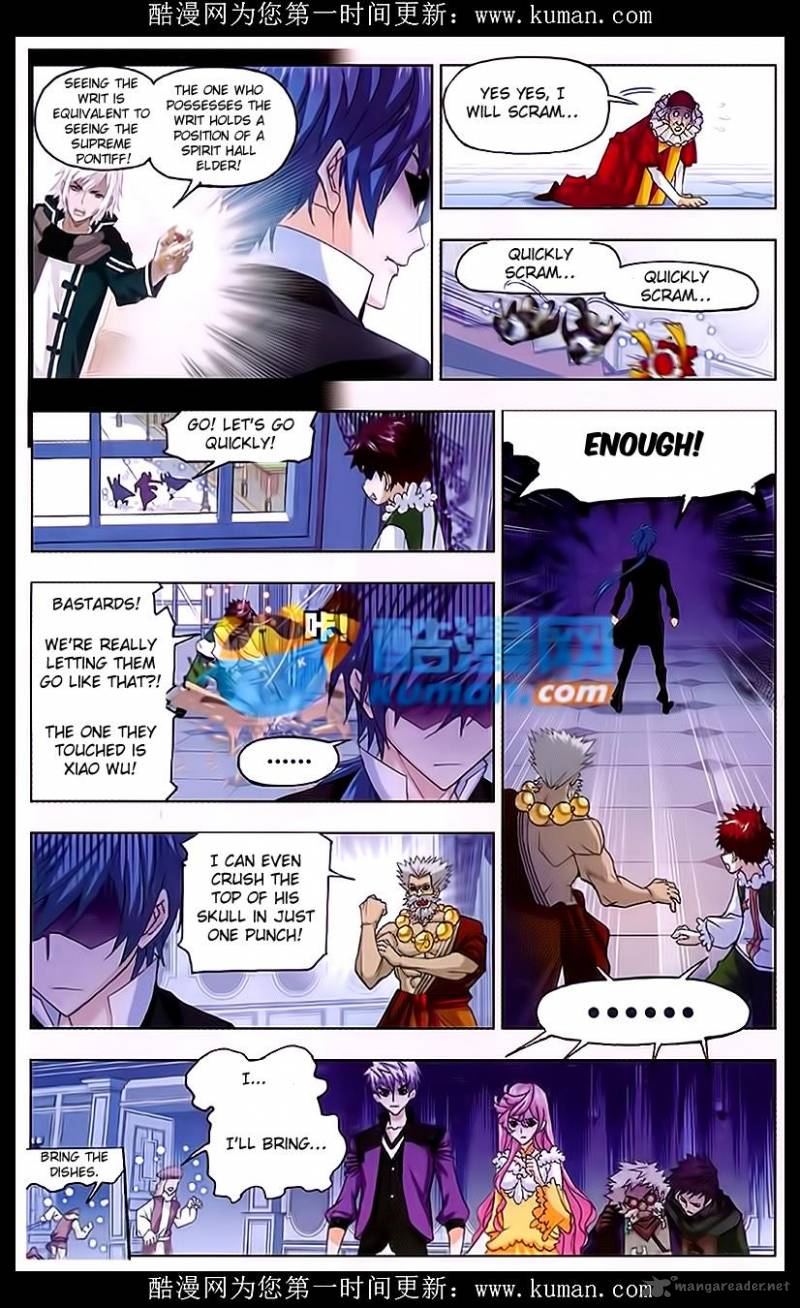 酷漫网为您第一时间更新：www.kuman.com
SEEING THE
WRIT IS
EQUIVALENT TO
SEEING THE
SUPREME
PONTIFF!
THE ONE WHO
POSSESSES THE
WRIT HOLDS A
POSITION OF A
SPIRIT HALL
ELDER!
YES YES, I
WILL SCRAM...
QUICKLY
SCRAM...
QUICKLY
SCRAM...
GO! LET'S GO
QUICKLY!
ENOUGH!
BASTARDS!
WE'RE REALLY
LETTING THEM
GO LIKE THAT?!
THE ONE THEY
TOUCHED IS
XIAO WU!
咔!
......
酷漫网
kuman.com
I CAN EVEN
CRUSH THE
TOP OF HIS
SKULL IN JUST
ONE PUNCH!
......
BRING THE
DISHES.
I...
I'LL BRING...
酷漫网为您第一时间更新：www.kuman.com
mangareader.net